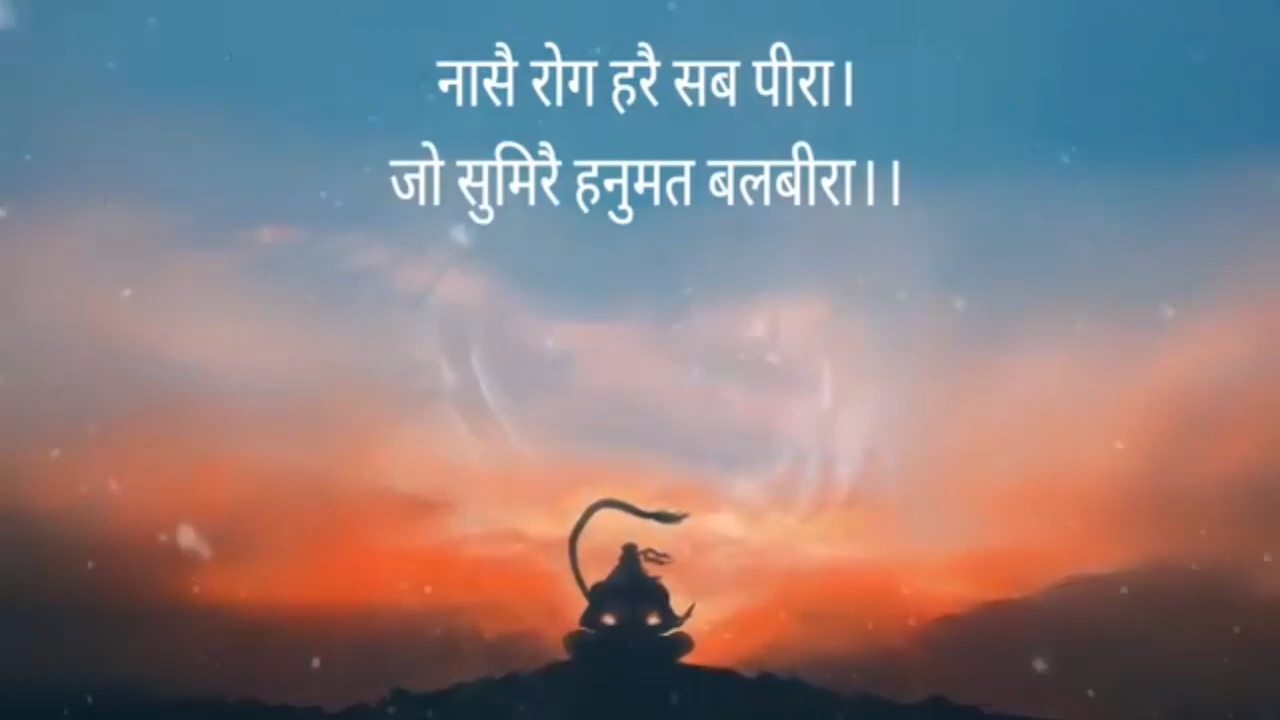 नासै रोग हरै सब पीरा।
जो सुमिरै हनुमत बलबीरा।।